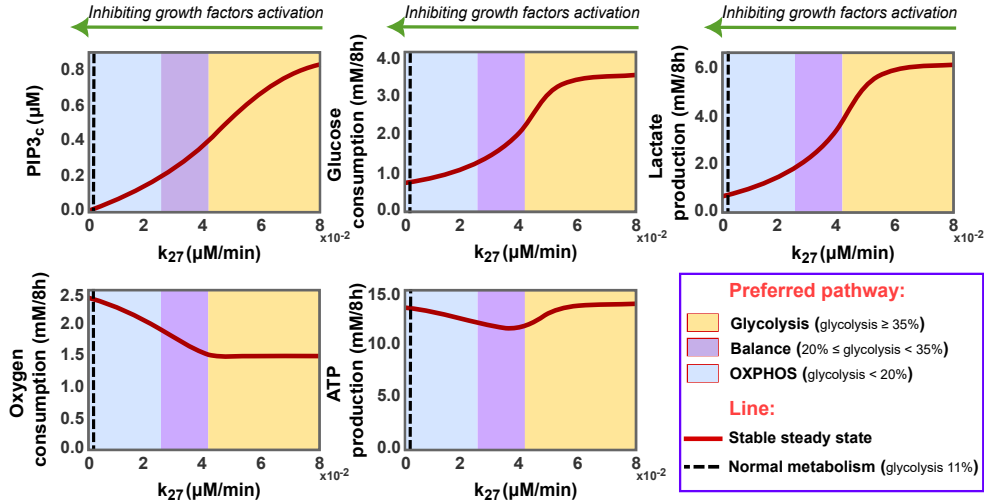 Inhibiting growth factors activation
Inhibiting growth factors activation
Inhibiting growth factors activation
PIP3c (µM)
0.8
0.6
0.4
0.2
0.0
0 2 4 6 8
x10-2
k27 (µM/min)
Glucose
consumption (mM/8h)
4.0
3.0
2.0
1.0
0.0
0 2 4 6 8
x10-2
k27 (µM/min)
Lactate
production (mM/8h)
6.0
4.0
2.0
0.0
0 2 4 6 8
x10-2
k27 (µM/min)
Oxygen
consumption (mM/8h)
2.5
2.0
1.5
1.0
0.5
0.0
0 2 4 6 8
x10-2
k27 (µM/min)
ATP
production (mM/8h)
15.0
10.0
5.0
0.0
0 2 4 6 8
x10-2
k27 (µM/min)
Preferred pathway:
Glycolysis (glycolysis ≥ 35%)
Balance (20% ≤ glycolysis < 35%)
OXPHOS (glycolysis < 20%)
Line:
Stable steady state
Normal metabolism (glycolysis 11%)